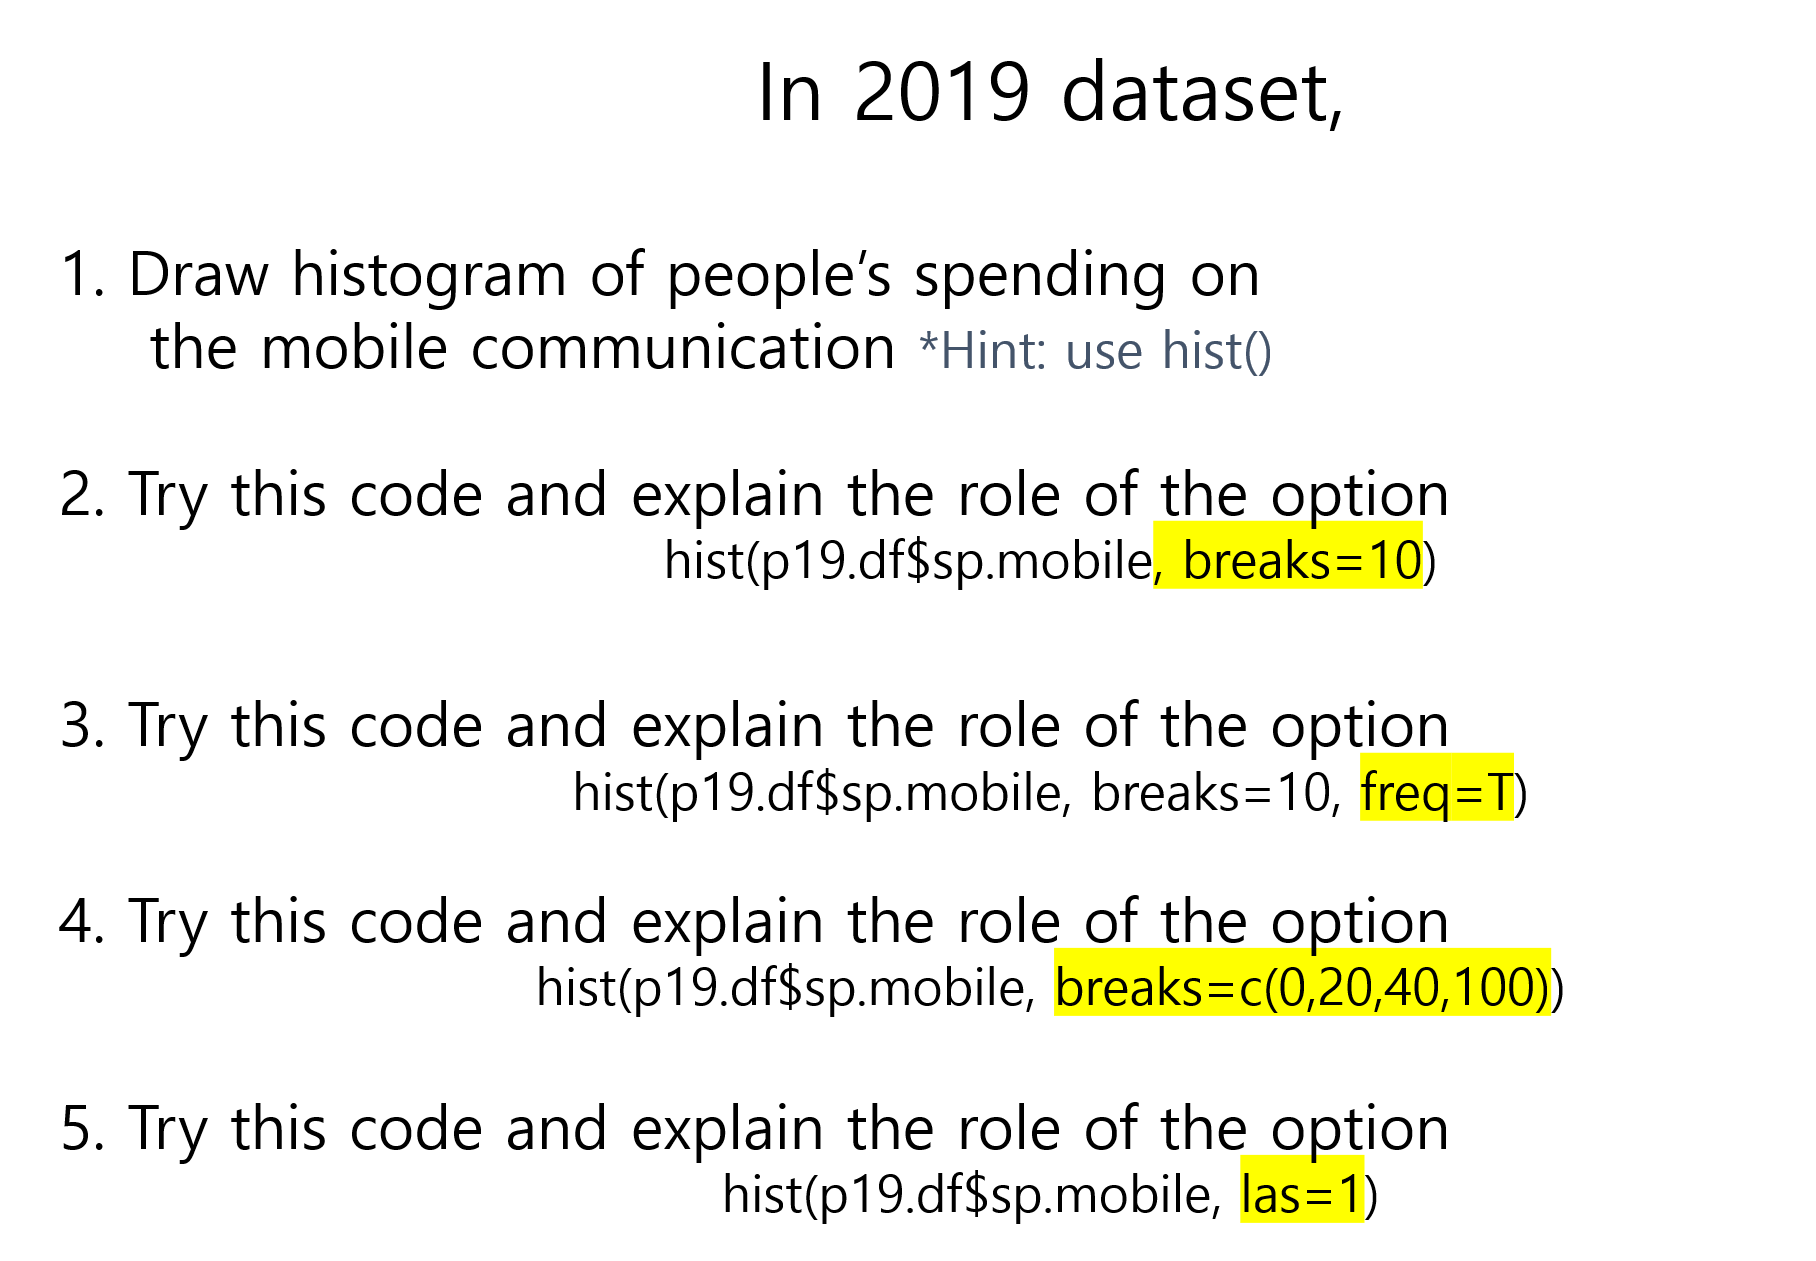 In 2019 dataset,
1. Draw histogram of people’s spending on
the mobile communication *Hint: use hist()
2. Try this code and explain the role of the option
hist(p19.df$sp.mobile, breaks=10)
3. Try this code and explain the role of the option
hist(p19.df$sp.mobile, breaks=10, freq=T)
4. Try this code and explain the role of the option
hist(p19.df$sp.mobile, breaks=c(0,20,40,100))
5. Try this code and explain the role of the option
hist(p19.df$sp.mobile, las=1)